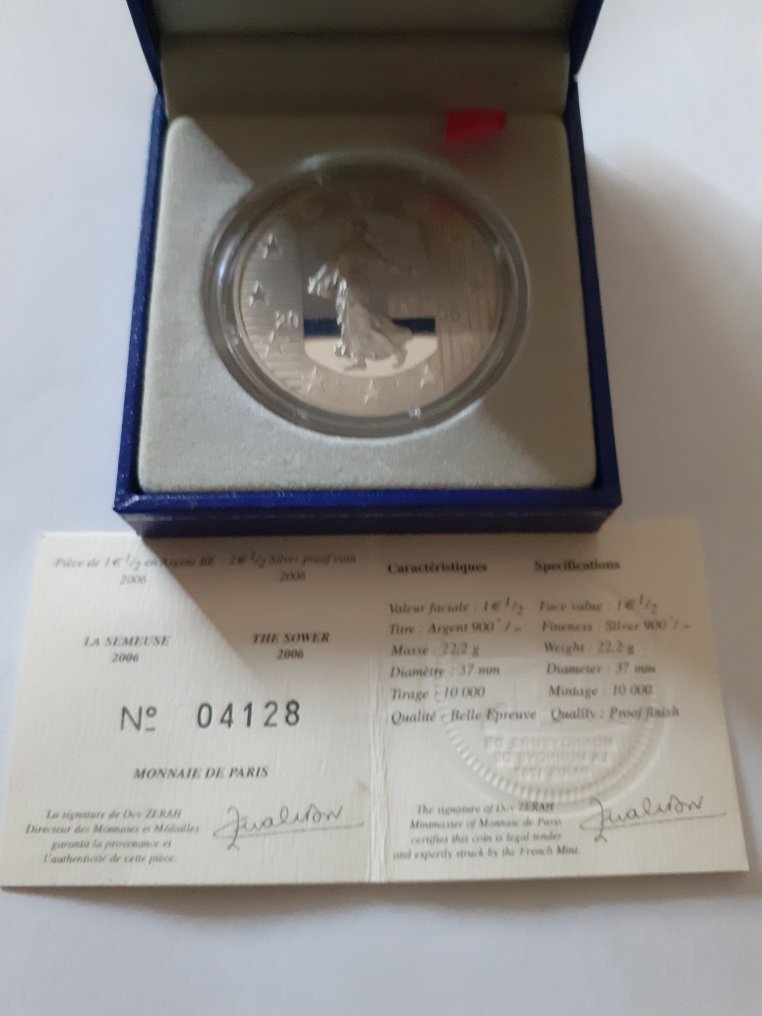 20
Pièce de 1€ 1/2 en Argent BE
2006
1€ 1/2 Silver proof coin
2006
LA SEMEUSE
2006
THE SOWER
2006
Nº 04128
MONNAIE DE PARIS
La signature de Dov ZERAH
Directeur des Monnaies et Médailles
garantit la provenance et
l'authenticité de cette pièce.
Caractéristiques
Valeur faciale : 1€ 1/2
Titre : Argent 900 °/..
Masse : 22,2 g
Diamètre : 37 mm
Tirage : 10 000
Qualité : Belle Epreuve
Specifications
Face value : 1€ 1/2
Fineness : Silver 900 °/..
Weight : 22,2 g
Diameter : 37 mm
Mintage : 10 000
Quality : Proof finish
The signature of Dov ZERAH
Mintmaster of Monnaie de Paris
certifies this coin is legal tender
and expertly struck by the French Mint.